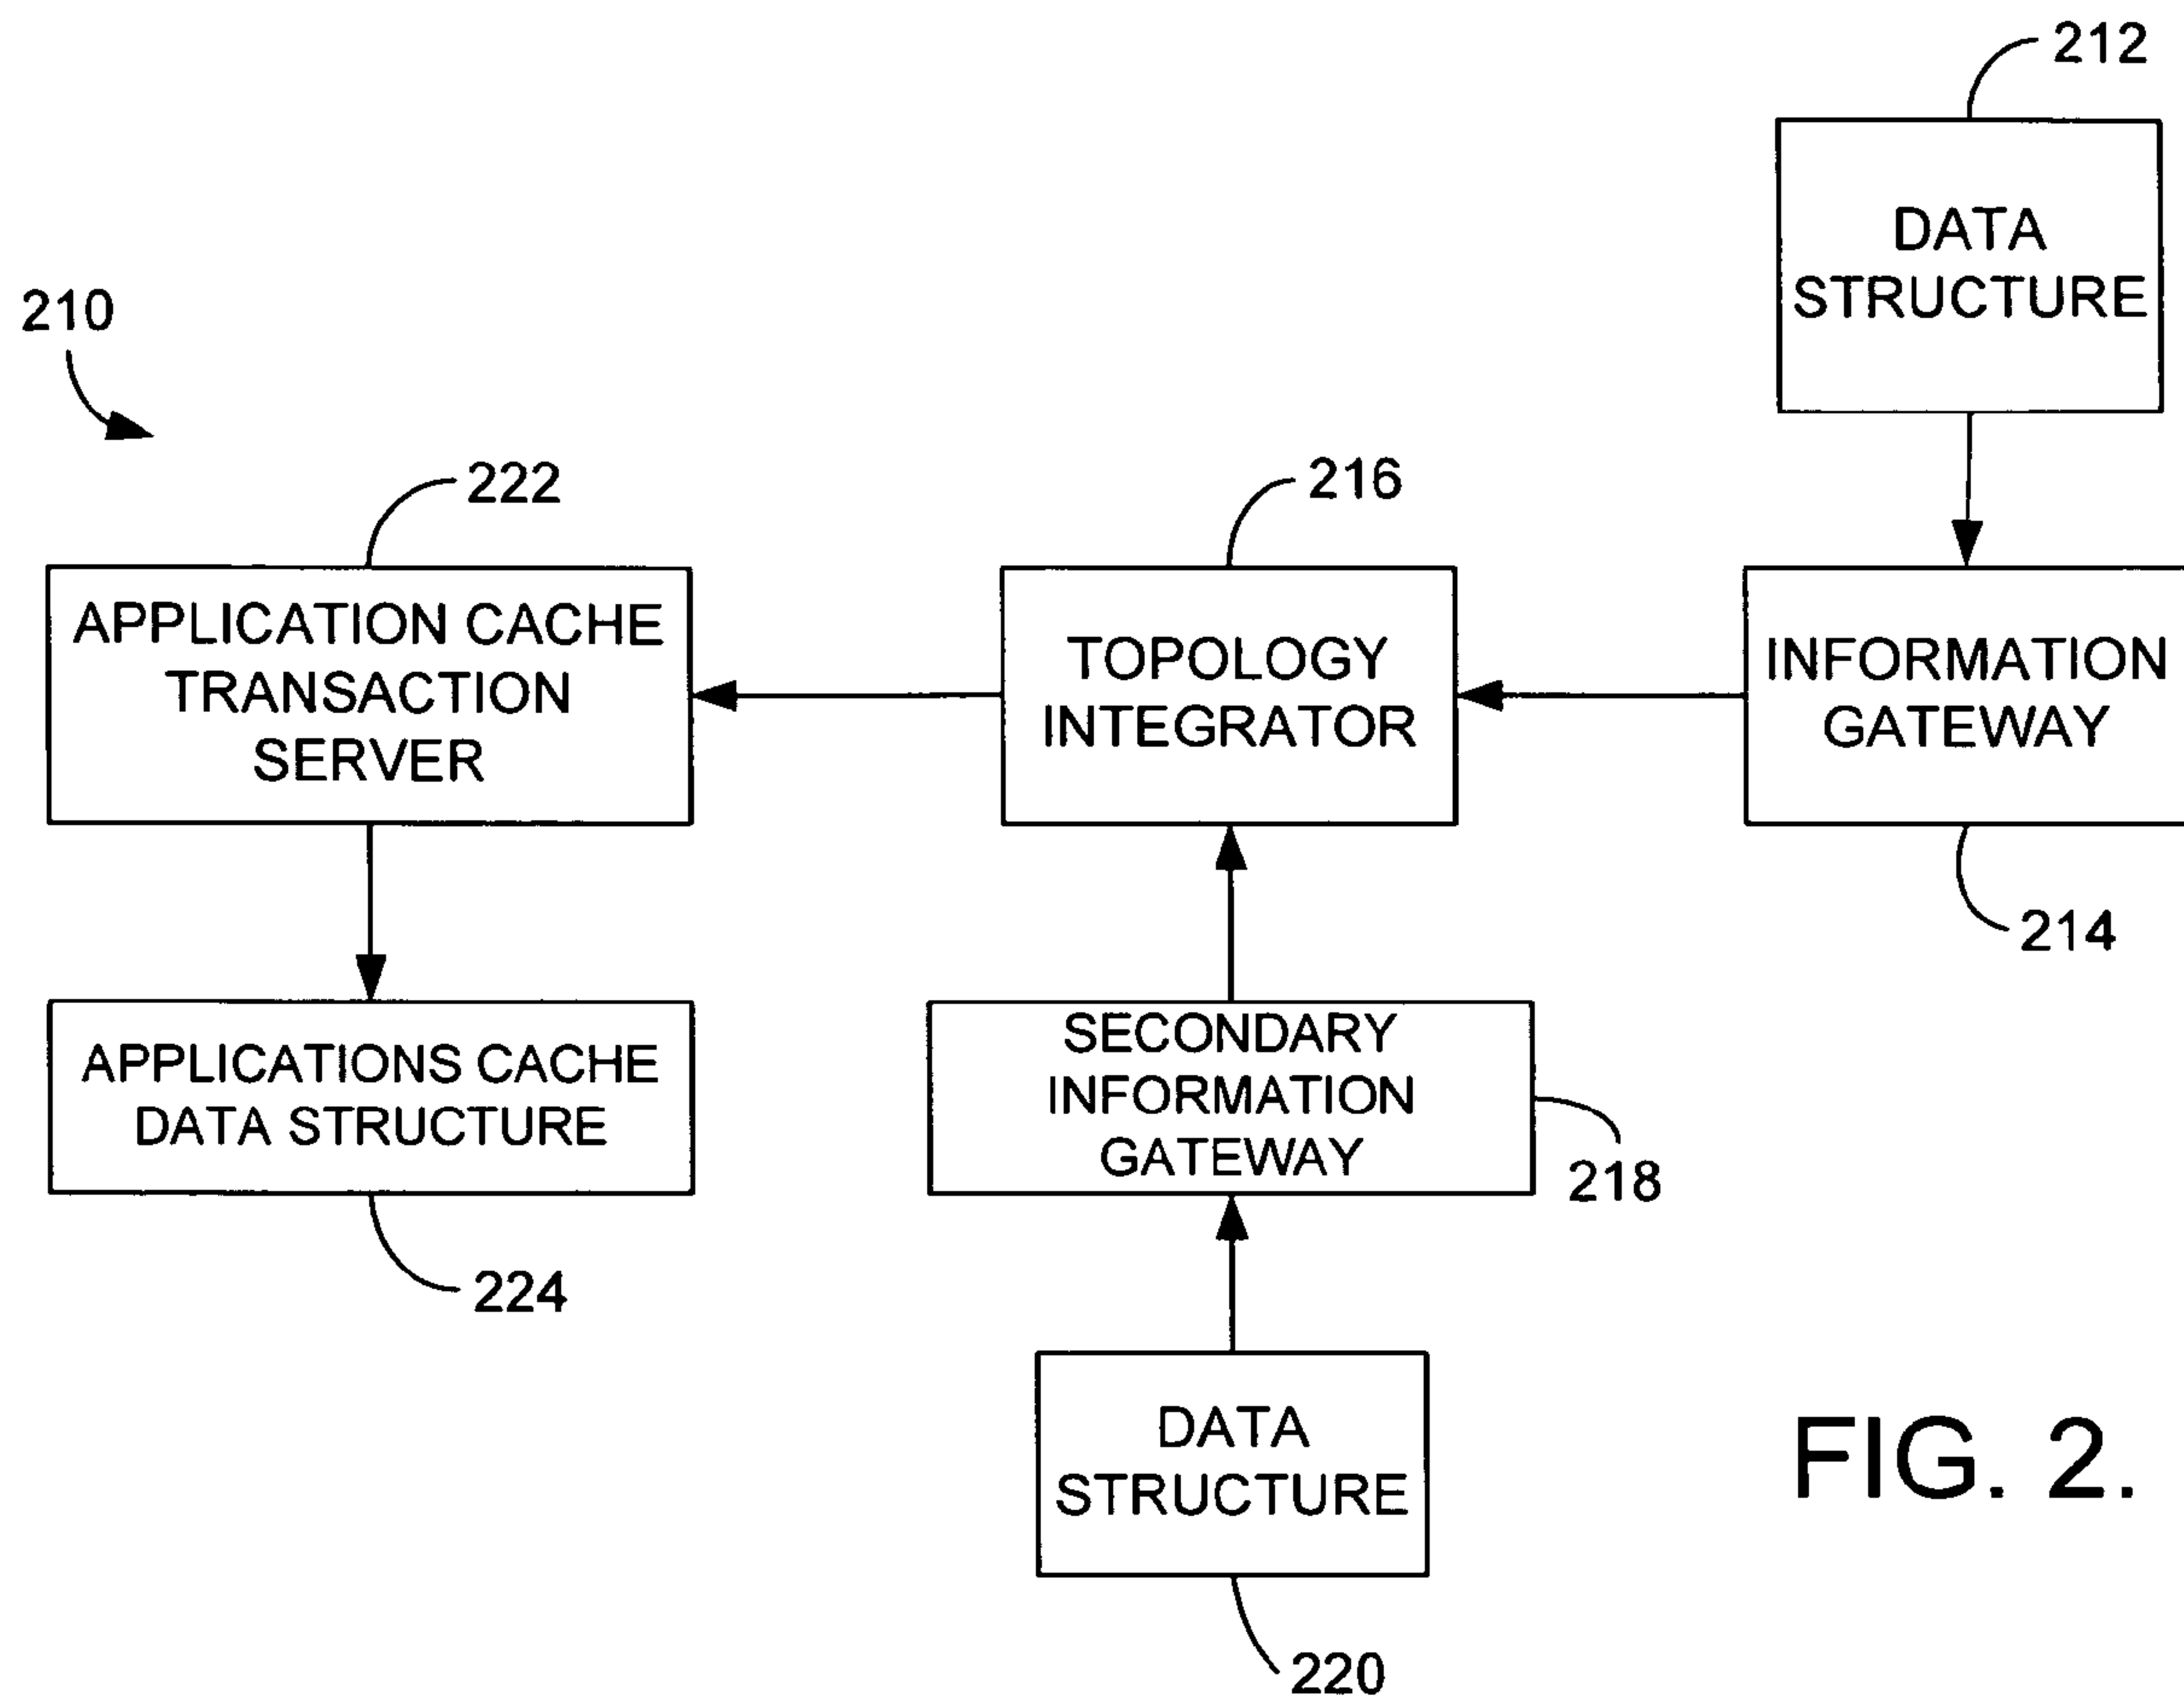 212
DATA
STRUCTURE
210
222
216
APPLICATION CACHE
TRANSACTION
SERVER
TOPOLOGY
INTEGRATOR
INFORMATION
GATEWAY
214
APPLICATIONS CACHE
DATA STRUCTURE
SECONDARY
INFORMATION
GATEWAY
218
224
DATA
STRUCTURE
220
FIG. 2.